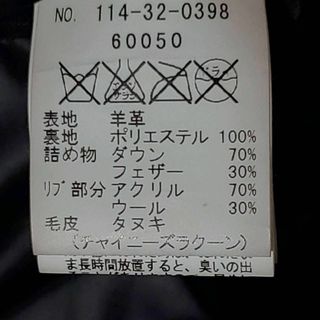 NO. 114-32-0398
60050
表地 羊革
裏地 ポリエステル 100%
詰め物 ダウン 70%
フェザー 30%
リブ部分 アクリル 70%
ウール 30%
毛皮 タヌキ
(チャイニーズラクーン)
ま長時間放置すると、臭いの出